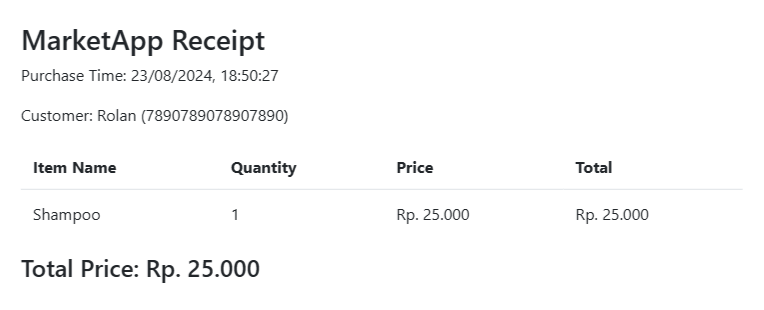 MarketApp Receipt
Purchase Time: 23/08/2024, 18:50:27
Customer: Rolan (7890789078907890)
Item Name Quantity Price Total
Shampoo 1 Rp. 25.000 Rp. 25.000
Total Price: Rp. 25.000